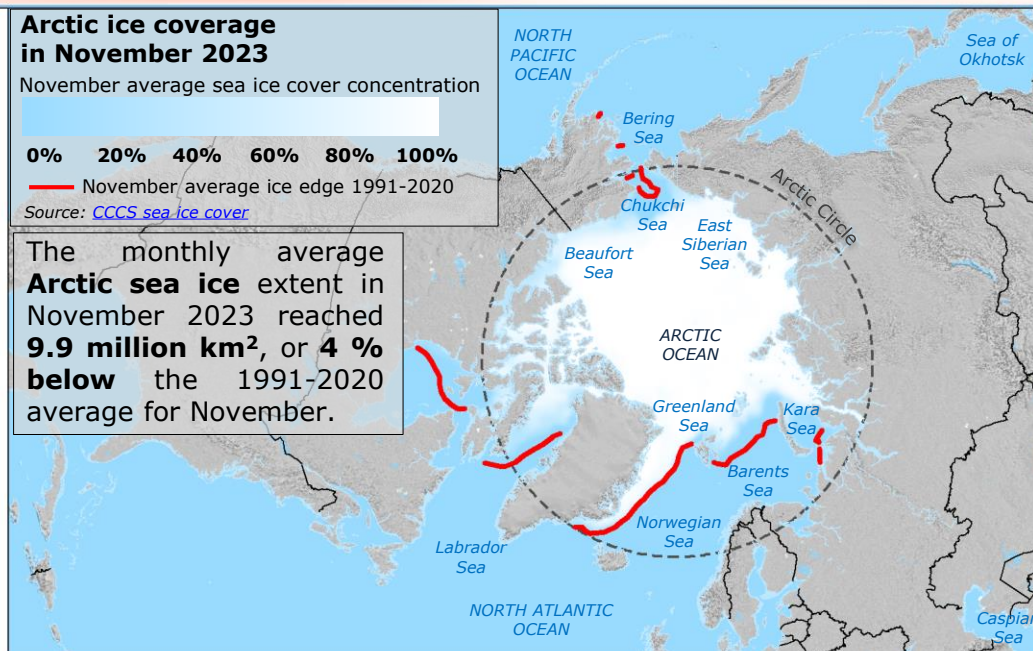 Arctic ice coverage
in November 2023
November average sea ice cover concentration
0% 20% 40% 60% 80% 100%
November average ice edge 1991-2020
Source: CCCS sea ice cover
The monthly average
Arctic sea ice extent in
November 2023 reached
9.9 million km², or 4 %
below the 1991-2020
average for November.
NORTH
PACIFIC
OCEAN
Sea of
Okhotsk
Bering
Sea
Arctic Circle
Chukchi
Sea
East
Siberian
Sea
Beaufort
Sea
ARCTIC
OCEAN
Greenland
Sea
Kara
Sea
Barents
Sea
Norwegian
Sea
Labrador
Sea
NORTH ATLANTIC
OCEAN
Caspian
Sea